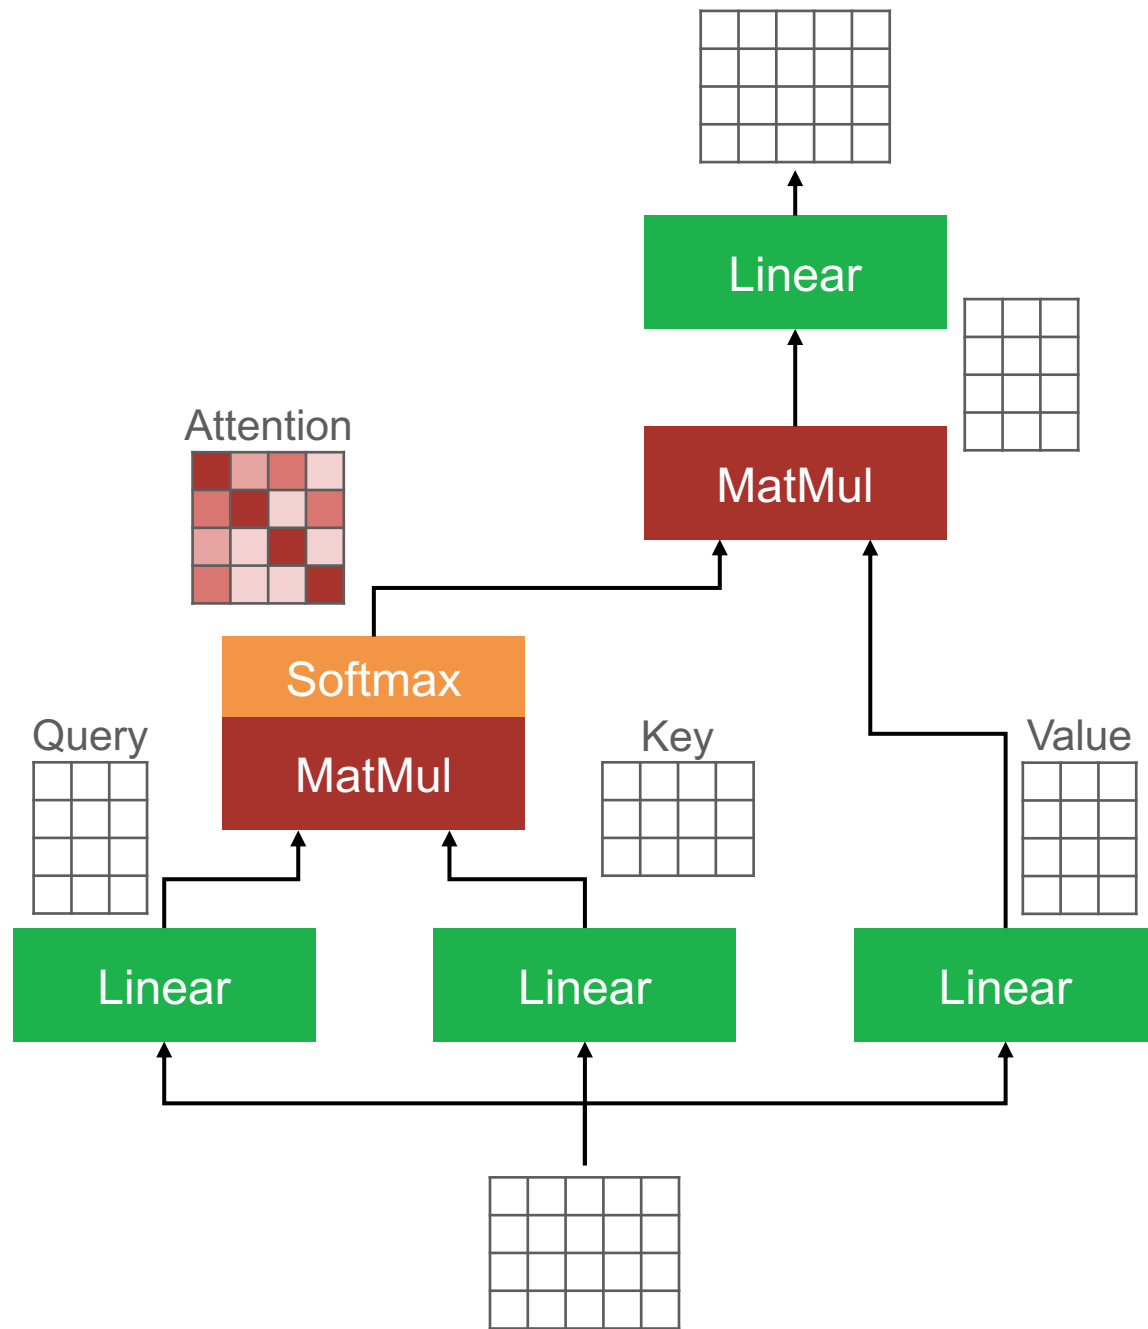 Linear
Attention
MatMul
Softmax
Query
MatMul
Key
Value
Linear
Linear
Linear